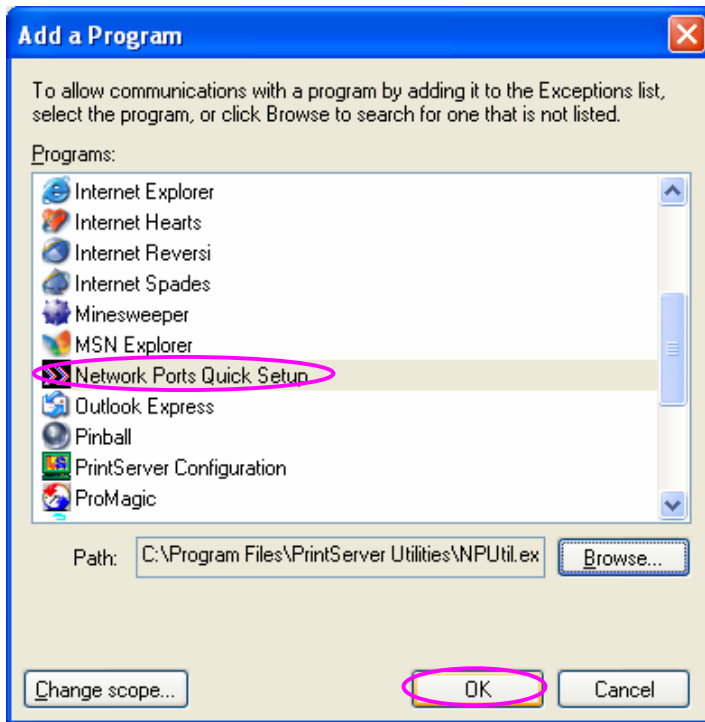 Add a Program
To allow communications with a program by adding it to the Exceptions list,
select the program, or click Browse to search for one that is not listed.
Programs:
Internet Explorer
Internet Hearts
Internet Reversi
Internet Spades
Minesweeper
MSN Explorer
Network Ports Quick Setup
Outlook Express
Pinball
PrintServer Configuration
ProMagic
Path: C:\Program Files\PrintServer Utilities\NPUtil.ex Browse...
Change scope... OK Cancel